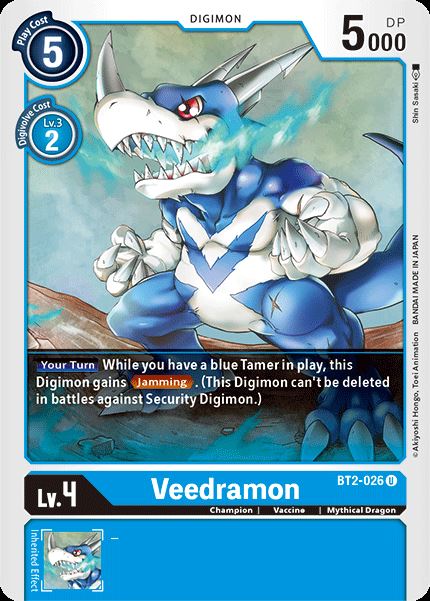 Play Cost
5
DIGIMON
DP
5000
Digivolve Cost
Lv.3
2
Shin Sasaki
© Akiyoshi Hongo, Toei Animation BANDAI MADE IN JAPAN
Your Turn While you have a blue Tamer in play, this
Digimon gains Jamming. (This Digimon can't be deleted
in battles against Security Digimon.)
BT2-026 U
Lv.4
Veedramon
Champion | Vaccine | Mythical Dragon
Inherited Effect
–